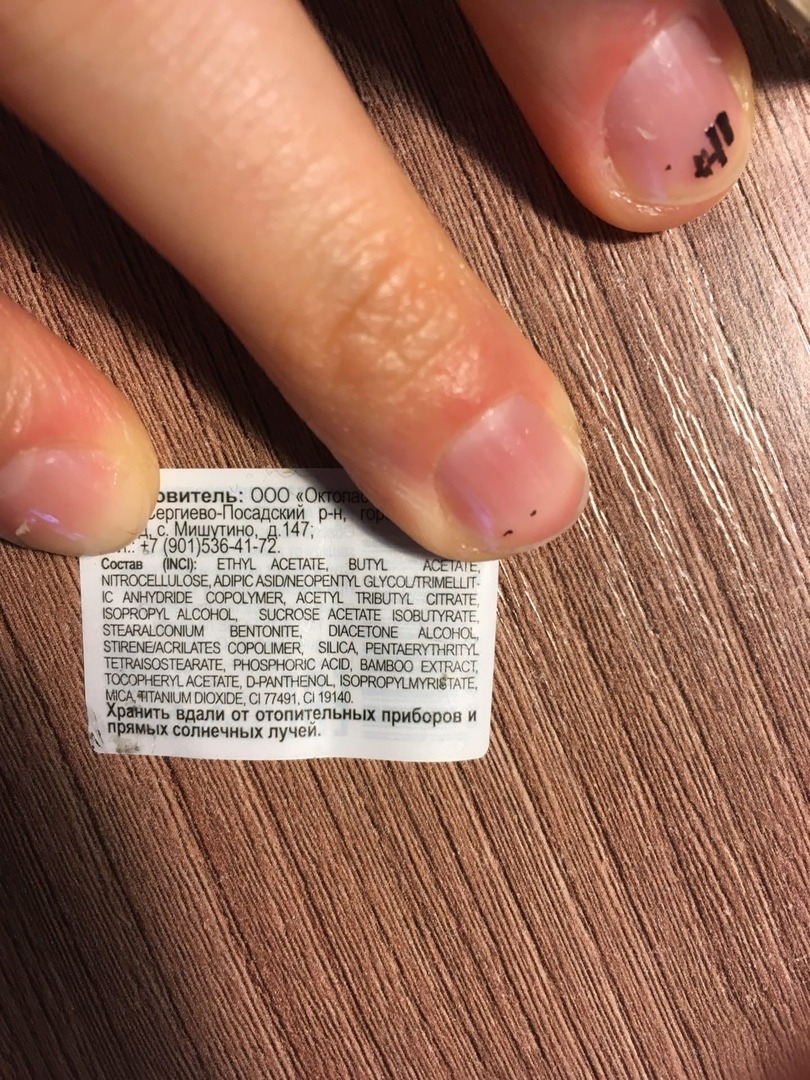 овитель: ООО «Октопа
Сергиево-Посадский р-н, гор
д, с. Мишутино, д.147;
.: +7 (901)536-41-72.
Состав (INCI): ETHYL ACETATE, BUTYL ACETATE,
NITROCELLULOSE, ADIPIC ASID/NEOPENTYL GLYCOL/TRIMELLIT-
IC ANHYDRIDE COPOLYMER, ACETYL TRIBUTYL CITRATE,
ISOPROPYL ALCOHOL, SUCROSE ACETATE ISOBUTYRATE,
STEARALCONIUM BENTONITE, DIACETONE ALCOHOL,
STIRENE/ACRILATES COPOLIMER, SILICA, PENTAERYTHRITYL
TETRAISOSTEARATE, PHOSPHORIC ACID, BAMBOO EXTRACT,
TOCOPHERYL ACETATE, D-PANTHENOL, ISOPROPYLMYRISTATE,
MICA, TITANIUM DIOXIDE, CI 77491, CI 19140.
Хранить вдали от отопительных приборов и
прямых солнечных лучей.